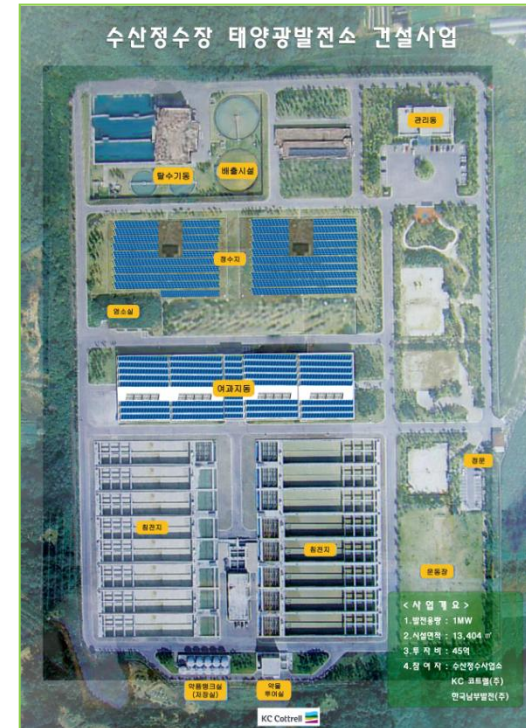 수산정수장 태양광발전소 건설사업
관리동
탈수기동
배출시설
정수지
염소실
여과지동
정문
침전지
침전지
운동장
<사 업 개 요>
1.발전용량 : 1MW
2.시설면적 : 13,404 ㎡
3.투 자 비 : 45억
4.참 여 자 : 수산정수사업소
KC 코트렐(주)
한국남부발전(주)
약품탱크실
(저장실)
약품
투여실
KC Cottrell